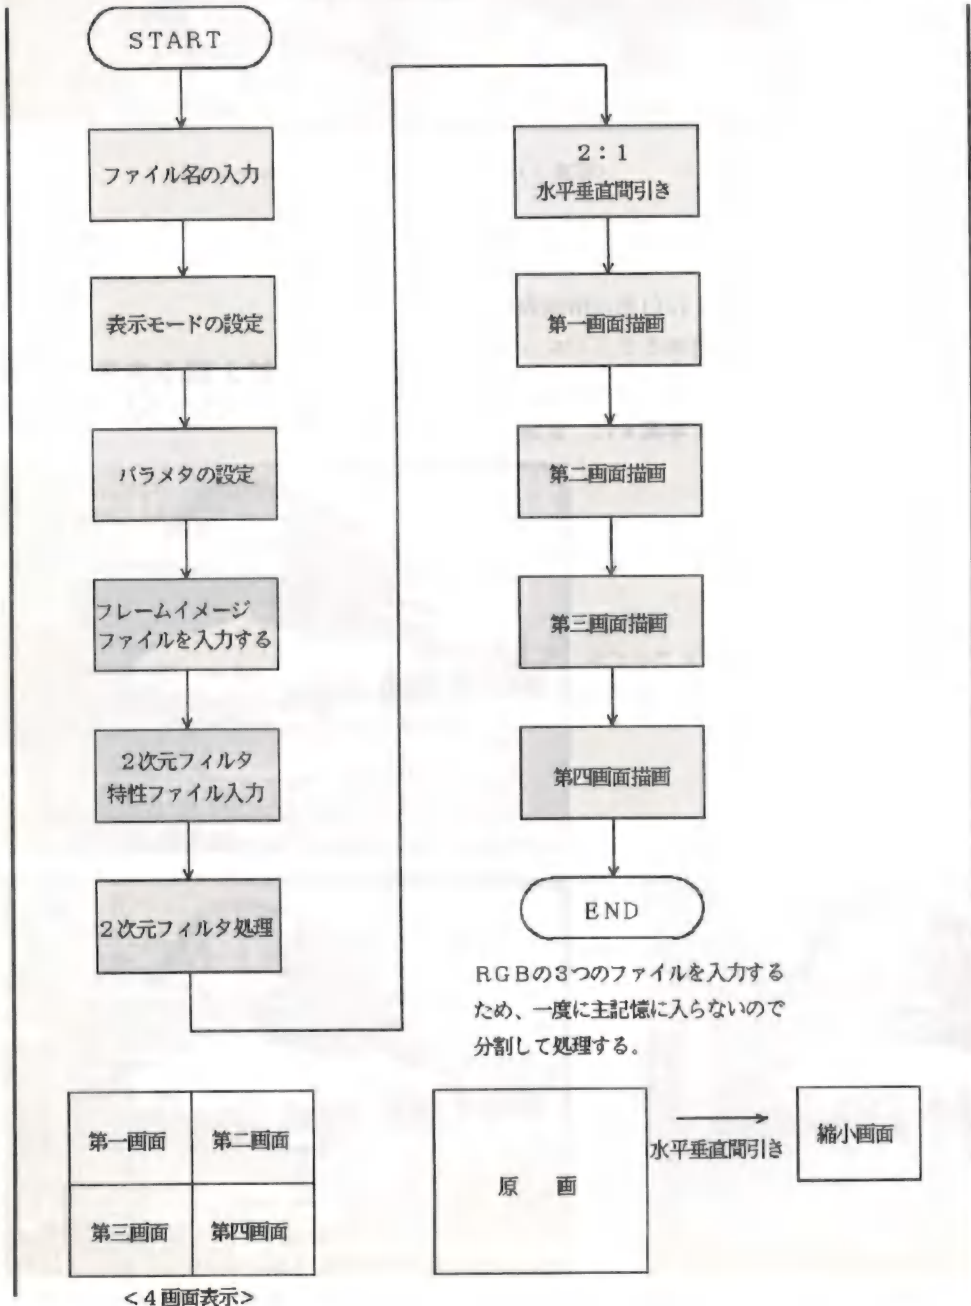 START
ファイル名の入力
表示モードの設定
パラメタの設定
フレームイメージ
ファイルを入力する
2次元フィルタ
特性ファイル入力
2次元フィルタ処理
2:1
水平垂直間引き
第一画面描画
第二画面描画
第三画面描画
第四画面描画
END
RGBの3つのファイルを入力する
ため、一度に主記憶に入らないので
分割して処理する。
第一画面
第二画面
第三画面
第四画面
<4画面表示>
原 画
水平垂直間引き
縮小画面